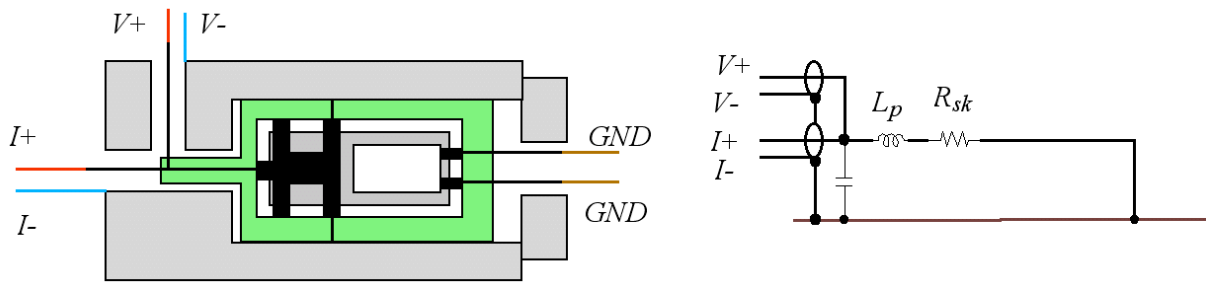 V+
V-
I+
I-
GND
GND
V+
V-
I+
I-
Lp
Rsk